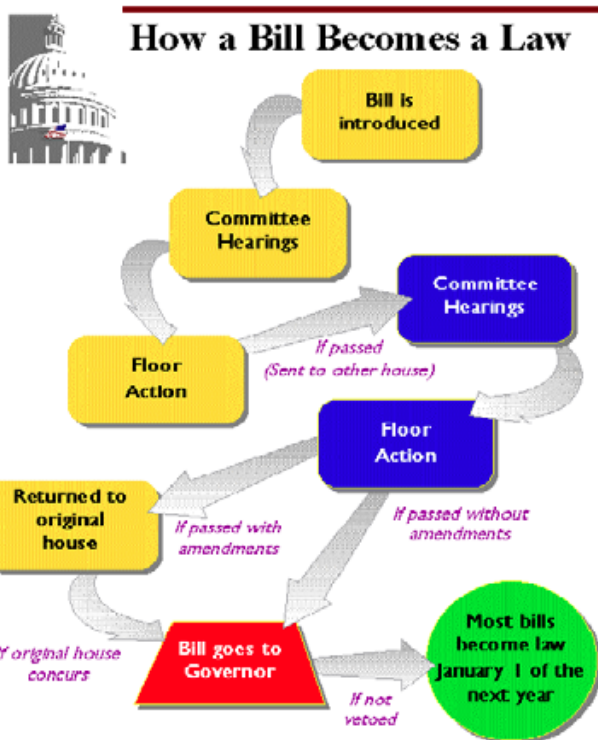 How a Bill Becomes a Law
Bill is
introduced
Committee
Hearings
Committee
Hearings
Floor
Action
If passed
(Sent to other house)
Floor
Action
Returned to
original
house
If passed with
amendments
If passed without
amendments
If original house
concurs
Bill goes to
Governor
If not
vetoed
Most bills
become law
January 1 of the
next year